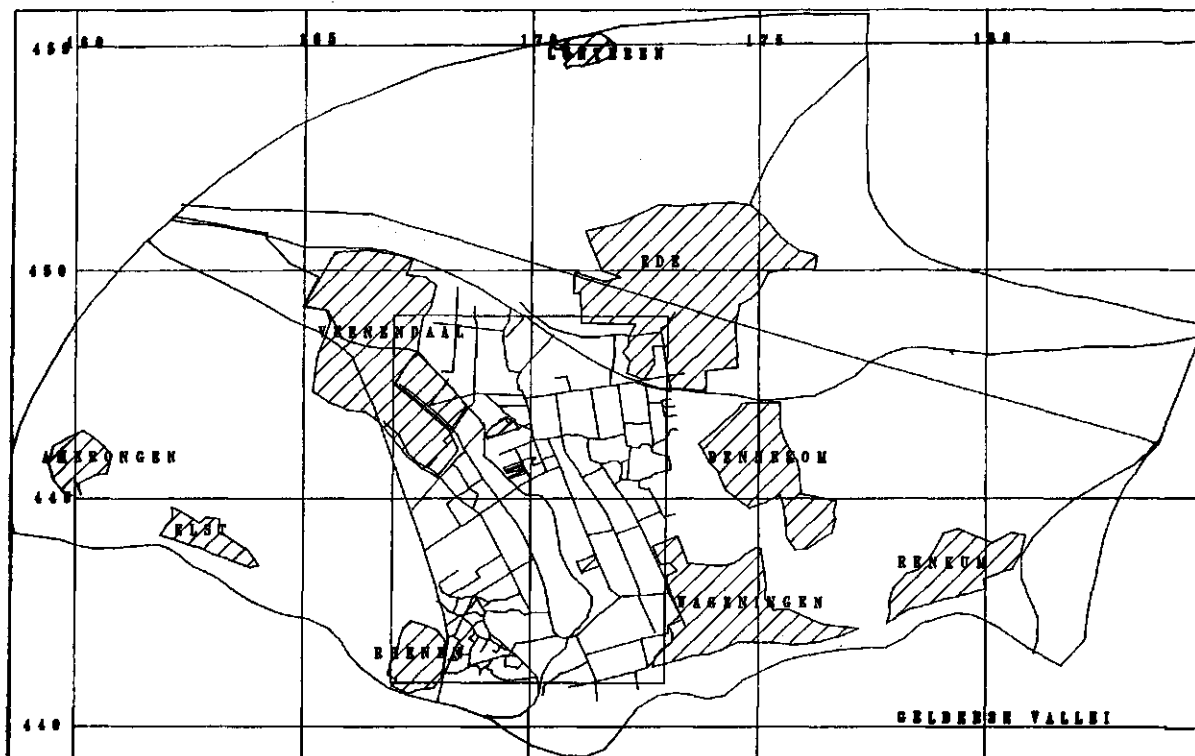 165 170 175 180
LUNTEREN
EDE
450
VEENENDAAL
AMERONGEN
BENNEKOM
445
ELST
RENKUM
WAGENINGEN
RHENEN
440
GELDERSE VALLEI